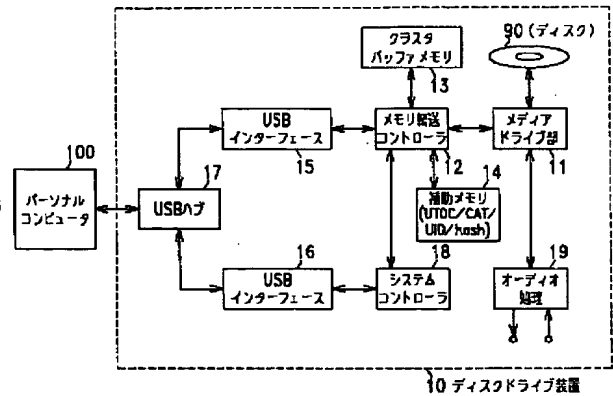 クラスタ
バッファメモリ
13
90(ディスク)
USB
インターフェース
15
メモリ転送
コントローラ
12
メディア
ドライブ部
11
100
パーソナル
コンピュータ
17
USBハブ
14
補助メモリ
(UTOC/CAT/
UID/hash)
16
USB
インターフェース
18
システム
コントローラ
19
オーディオ
処理
10 ディスクドライブ装置